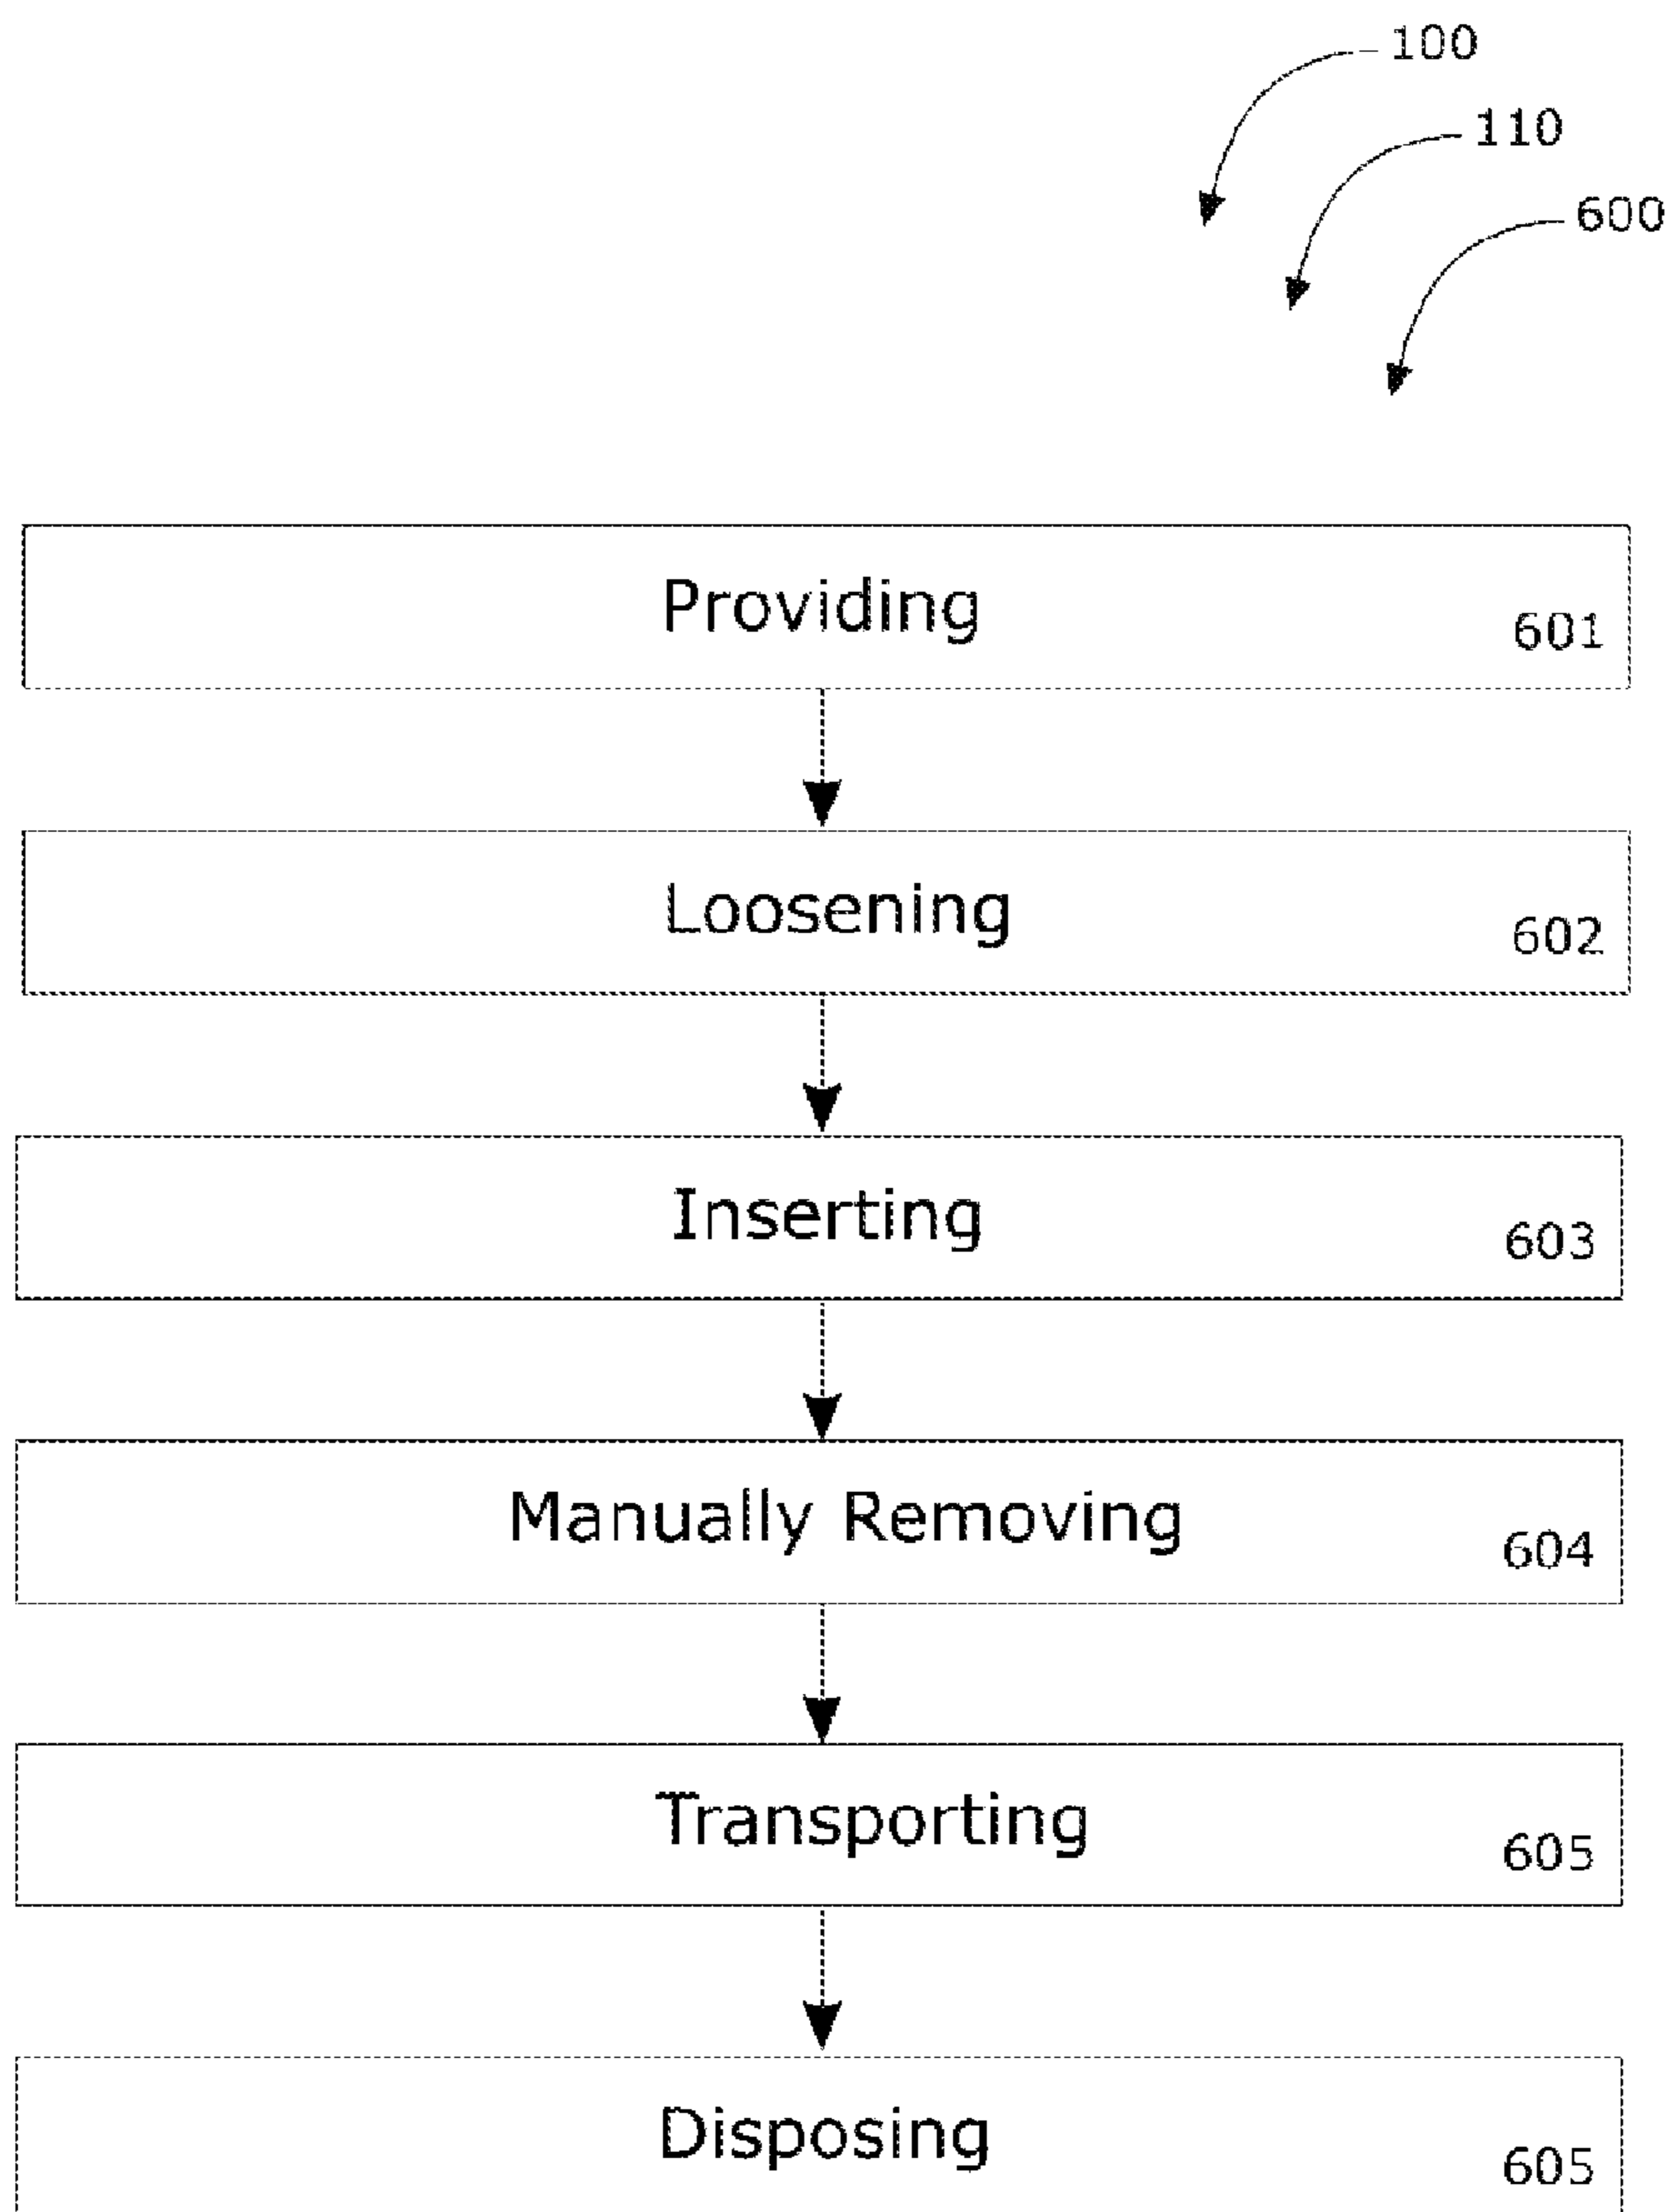 100
110
600
Providing
601
Loosening
602
Inserting
603
Manually Removing
604
Transporting
605
Disposing
605